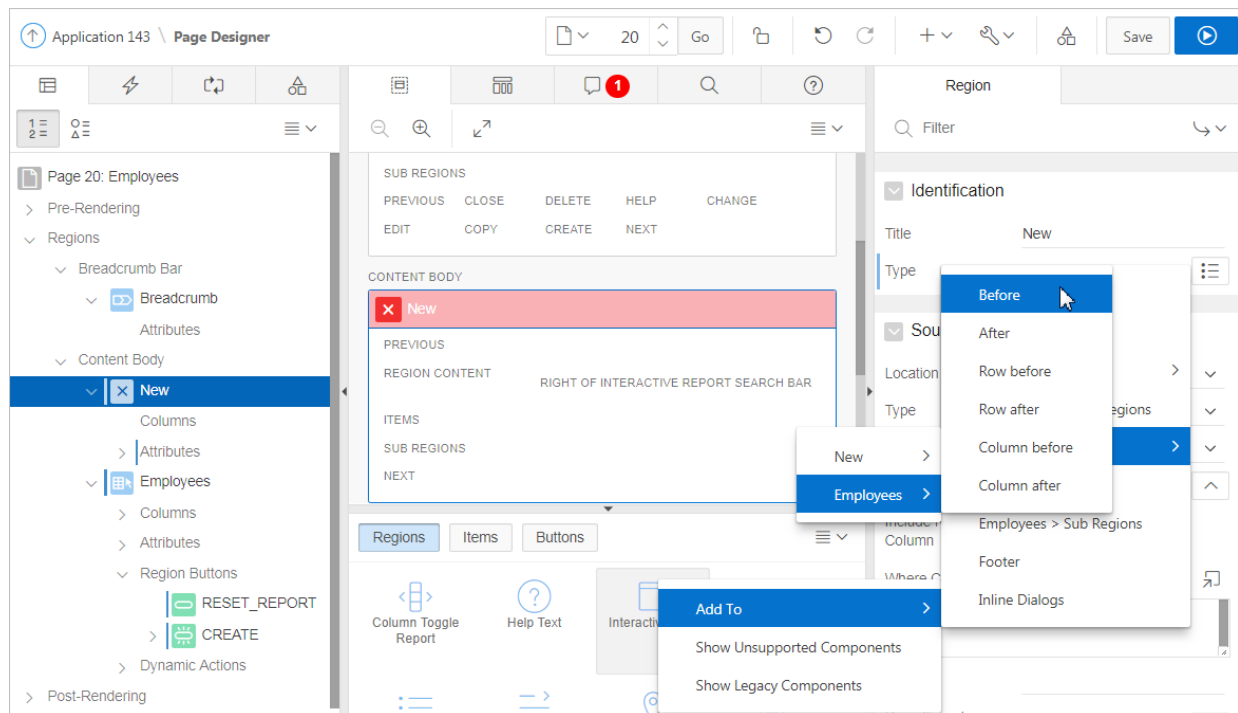 Application 143 \ Page Designer
20
Go
Save
1
Region
1 =
2 =
Filter
Page 20: Employees
Pre-Rendering
Regions
Breadcrumb Bar
Breadcrumb
Attributes
Content Body
New
Columns
Attributes
Employees
Columns
Attributes
Region Buttons
RESET_REPORT
CREATE
Dynamic Actions
Post-Rendering
SUB REGIONS
PREVIOUS CLOSE DELETE HELP CHANGE
EDIT COPY CREATE NEXT
CONTENT BODY
New
PREVIOUS
REGION CONTENT
RIGHT OF INTERACTIVE REPORT SEARCH BAR
ITEMS
SUB REGIONS
NEXT
Regions Items Buttons
Column Toggle
Report
Help Text
Add To
Show Unsupported Components
Show Legacy Components
New
Employees
Before
After
Row before
Row after
Column before
Column after
Employees > Sub Regions
Footer
Inline Dialogs
Identification
Title New
Type
Location
Type
Column